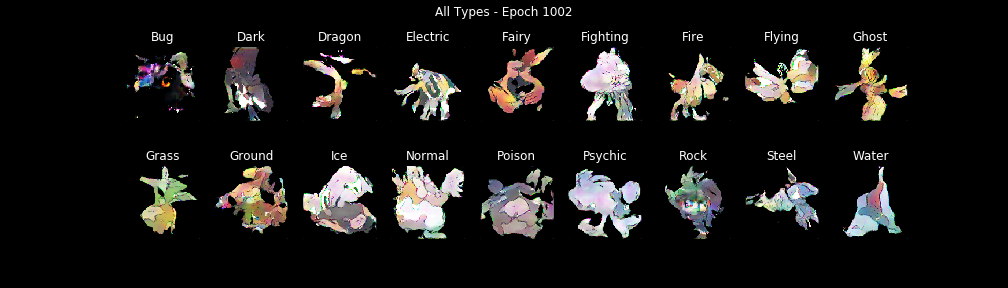 All Types - Epoch 1002
Bug Dark Dragon Electric Fairy Fighting Fire Flying Ghost
Grass Ground Ice Normal Poison Psychic Rock Steel Water